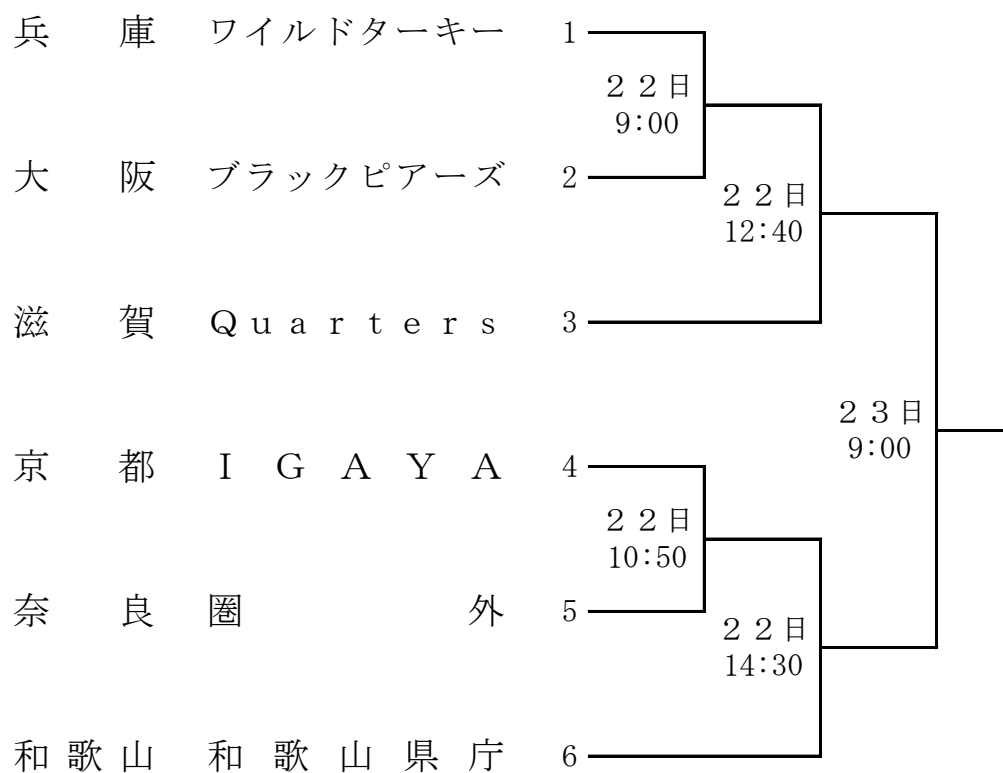 兵庫 ワイルドターキー 1
22日
9:00
大阪 ブラックピアーズ 2
22日
12:40
滋賀 Quarters 3
23日
9:00
京都 IGAYA 4
22日
10:50
奈良 圏外 5
22日
14:30
和歌山 和歌山県庁 6